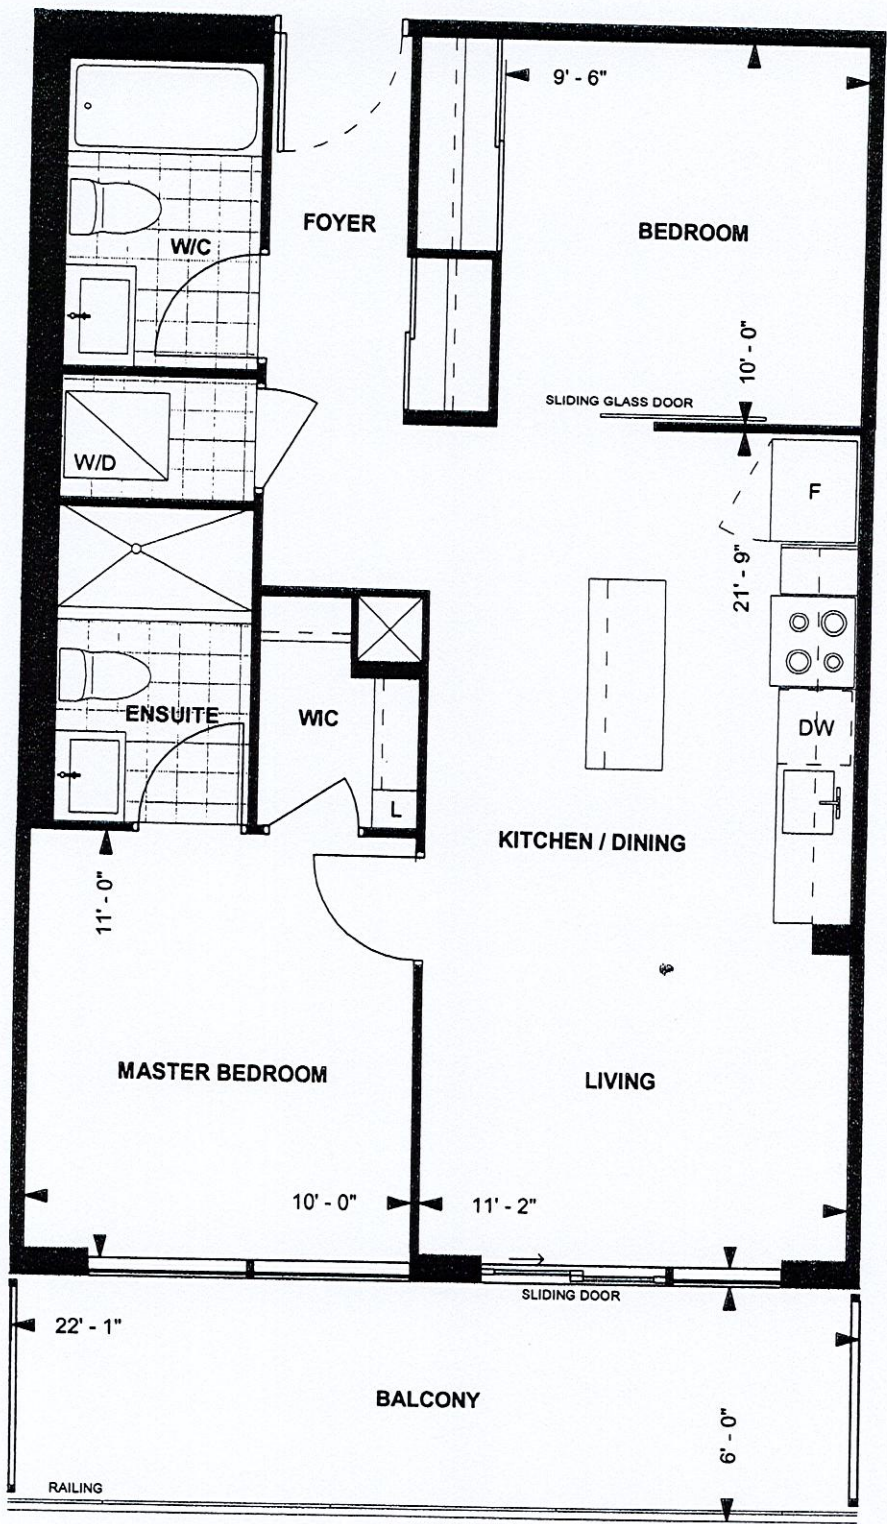 9' - 6"
FOYER
W/C
BEDROOM
10' - 0"
SLIDING GLASS DOOR
W/D
F
21' - 9"
ENSUITE
WIC
DW
L
KITCHEN / DINING
11' - 0"
MASTER BEDROOM
LIVING
10' - 0"
11' - 2"
SLIDING DOOR
22' - 1"
BALCONY
6' - 0"
RAILING